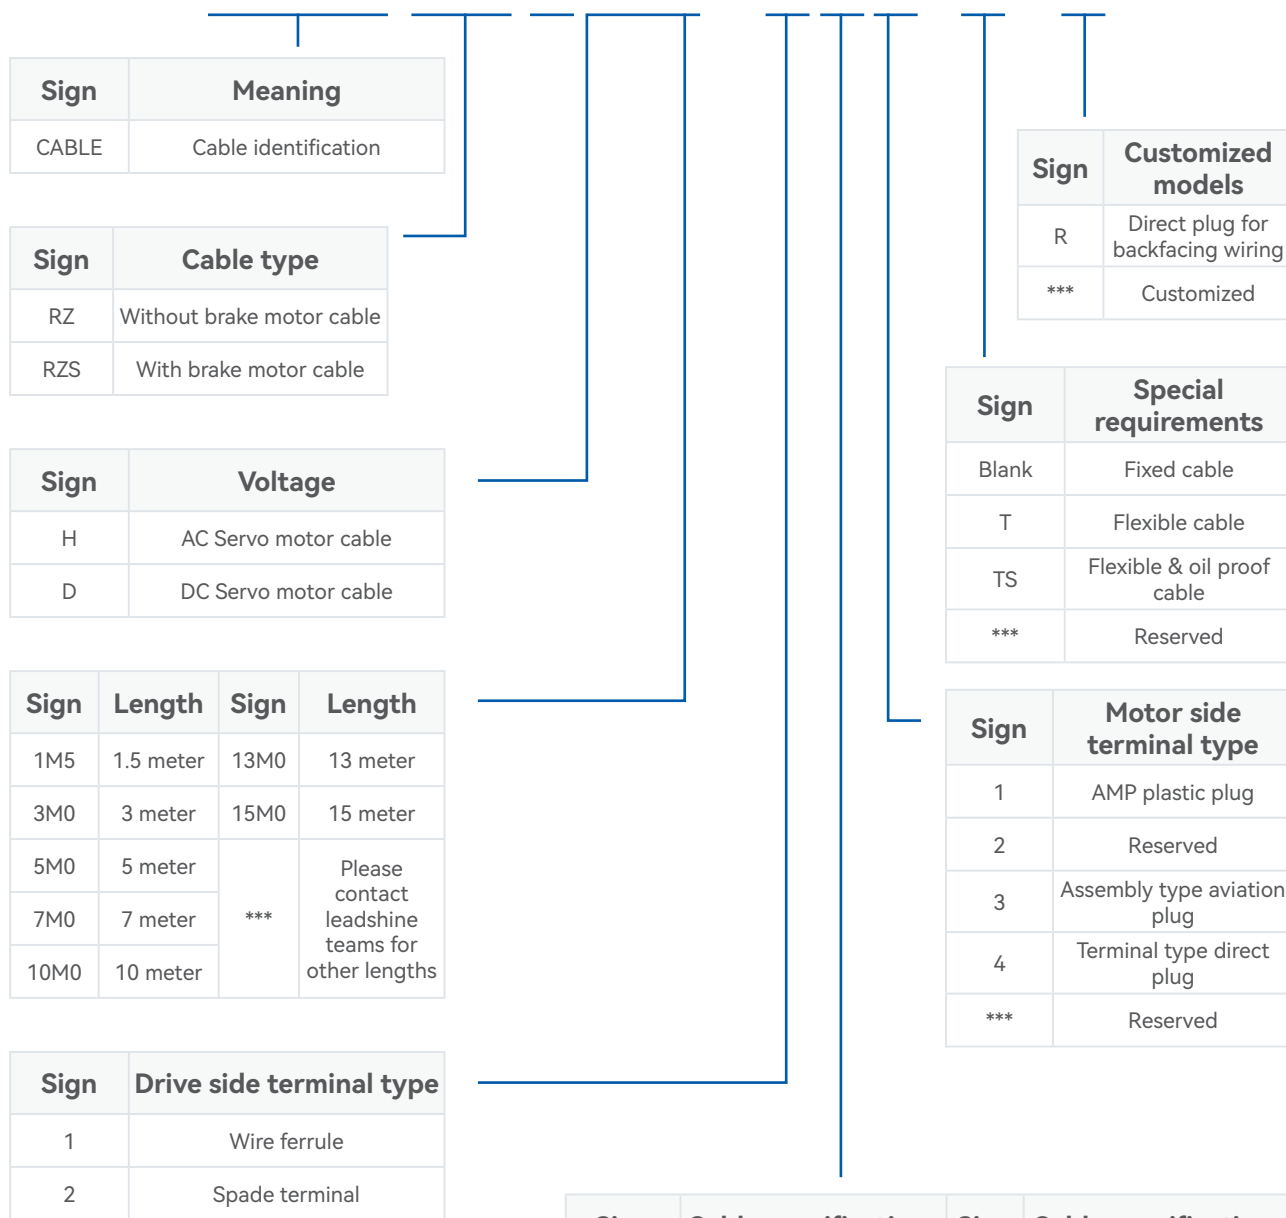 Sign Meaning
CABLE Cable identification
Sign Cable type
RZ Without brake motor cable
RZS With brake motor cable
Sign Voltage
H AC Servo motor cable
D DC Servo motor cable
Sign Length Sign Length
1M5 1.5 meter 13M0 13 meter
3M0 3 meter 15M0 15 meter
5M0 5 meter
7M0 7 meter
10M0 10 meter
***
Please
contact
leadshine
teams for
other lengths
Sign Drive side terminal type
1 Wire ferrule
2 Spade terminal
Sign Customized
models
R Direct plug for
backfacing wiring
*** Customized
Sign Special
requirements
Blank Fixed cable
T Flexible cable
TS Flexible & oil proof
cable
*** Reserved
Sign Motor side
terminal type
1 AMP plastic plug
2 Reserved
3 Assembly type aviation
plug
4 Terminal type direct
plug
*** Reserved